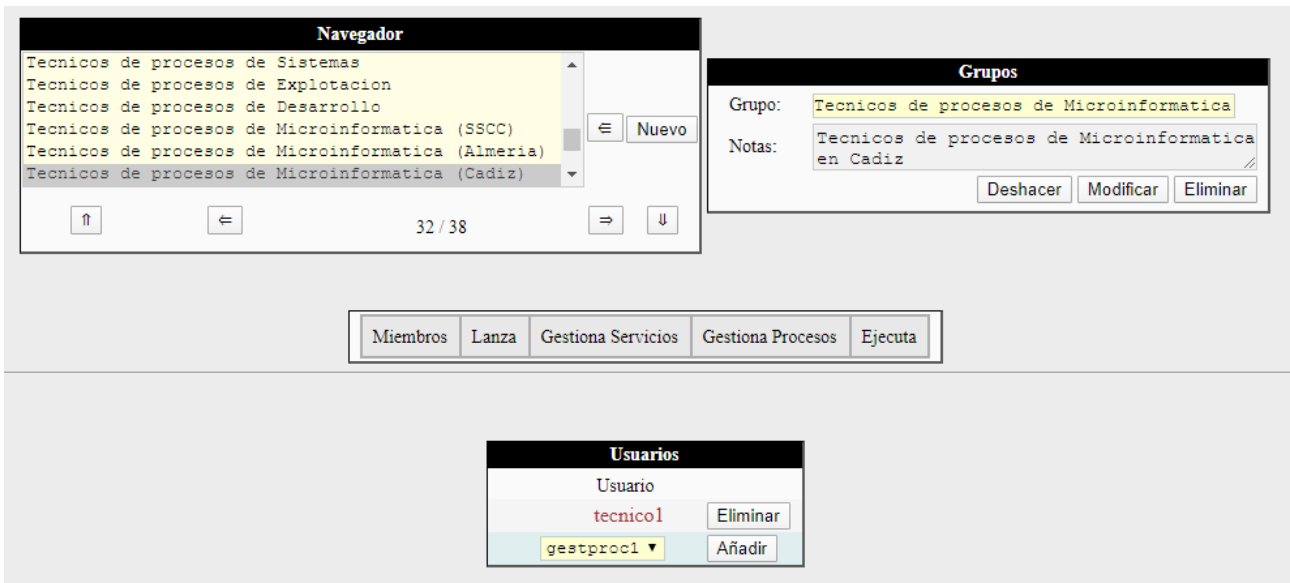 Navegador
Tecnicos de procesos de Sistemas
Tecnicos de procesos de Explotacion
Tecnicos de procesos de Desarrollo
Tecnicos de procesos de Microinformatica (SSCC)
Tecnicos de procesos de Microinformatica (Almeria)
Tecnicos de procesos de Microinformatica (Cadiz)
⋲ Nuevo
⇑ ⇐ 32 / 38 ⇒ ⇓
Grupos
Grupo: Tecnicos de procesos de Microinformatica
Notas: Tecnicos de procesos de Microinformatica
en Cadiz
Deshacer Modificar Eliminar
Miembros Lanza Gestiona Servicios Gestiona Procesos Ejecuta
Usuarios
Usuario
tecnico1 Eliminar
gestproc1 ▼ Añadir